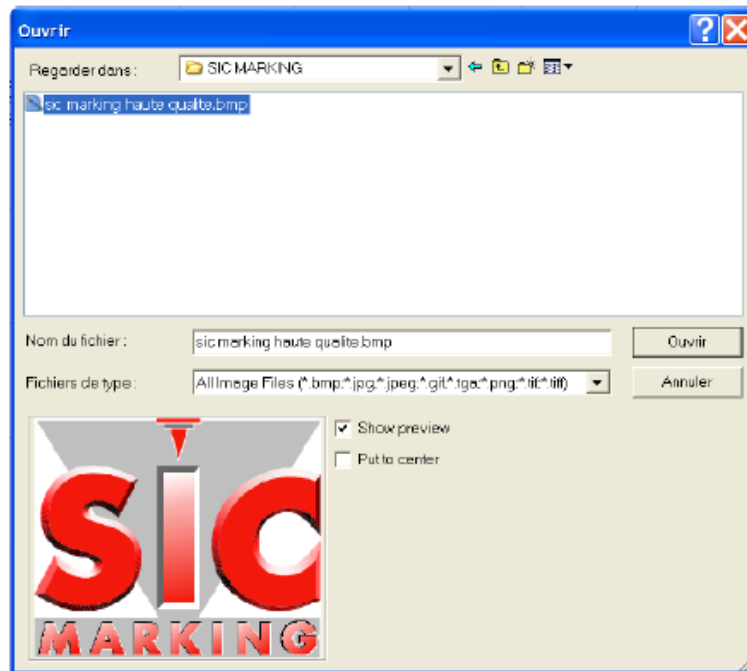 Ouvrir
Regarder dans :
SIC MARKING
sic marking haute qualite.bmp
Nom du fichier :
sic marking haute qualite.bmp
Ouvrir
Fichiers de type :
All Image Files (*.bmp;*.jpg;*.jpeg;*.gif;*.tga;*.png;*.tif;*.tiff)
Annuler
Show preview
Put to center
SIC
MARKING